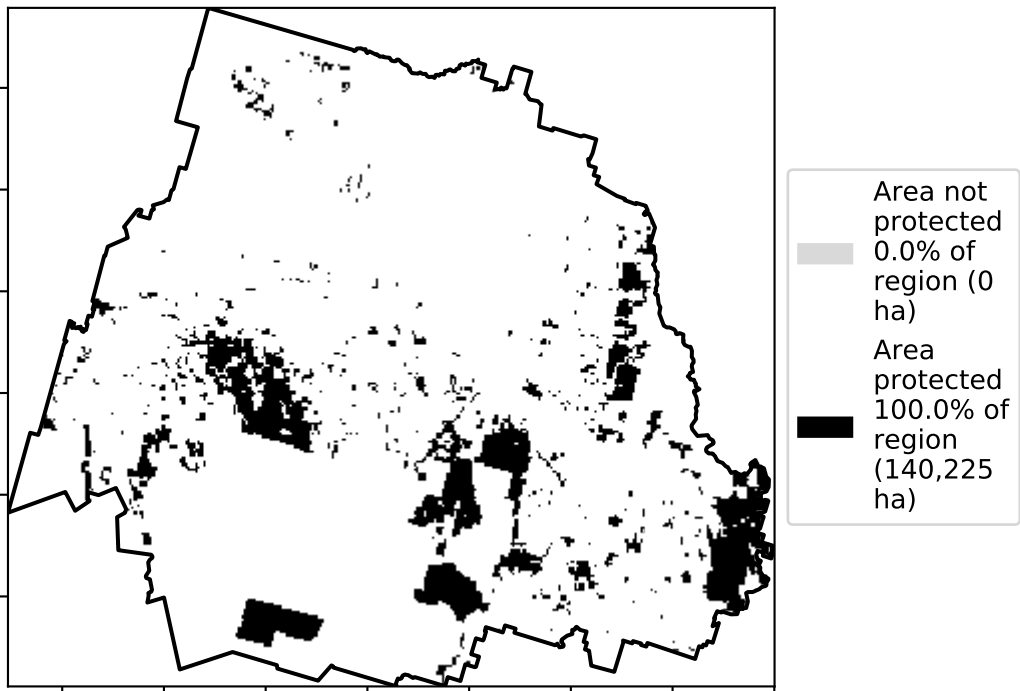 Area not
protected
0.0% of
region (0
ha)
Area
protected
100.0% of
region
(140,225
ha)